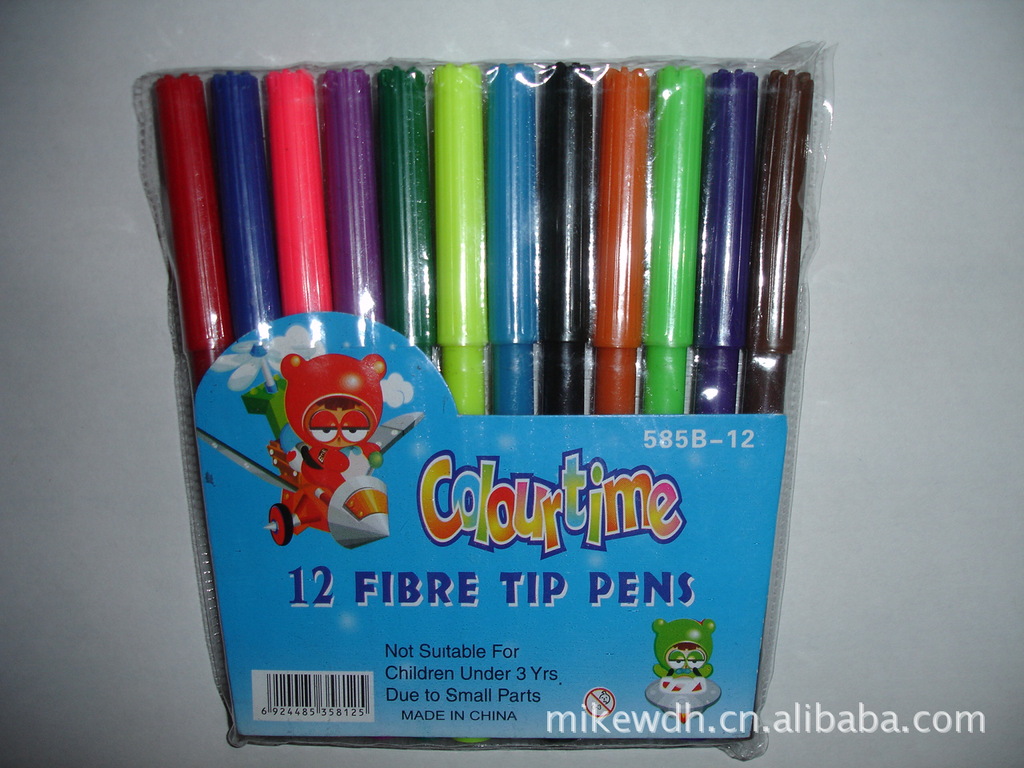 585B-12
Colourtime
12 FIBRE TIP PENS
Not Suitable For
Children Under 3 Yrs
Due to Small Parts
MADE IN CHINA
6 924485 358125
mikewdh.cn.alibaba.com